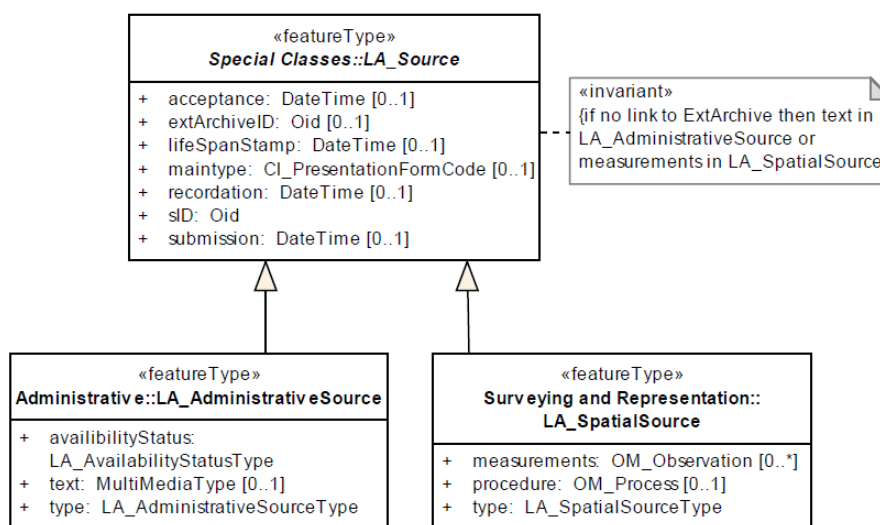 «featureType»
Special Classes::LA_Source
+ acceptance: DateTime [0..1]
+ extArchiveID: Oid [0..1]
+ lifeSpanStamp: DateTime [0..1]
+ maintype: CI_PresentationFormCode [0..1]
+ recordation: DateTime [0..1]
+ sID: Oid
+ submission: DateTime [0..1]
«invariant»
{if no link to ExtArchive then text in
LA_AdministrativeSource or
measurements in LA_SpatialSource
«featureType»
Administrative::LA_AdministrativeSource
+ availibilityStatus:
LA_AvailabilityStatusType
+ text: MultiMediaType [0..1]
+ type: LA_AdministrativeSourceType
«featureType»
Surveying and Representation::
LA_SpatialSource
+ measurements: OM_Observation [0..*]
+ procedure: OM_Process [0..1]
+ type: LA_SpatialSourceType